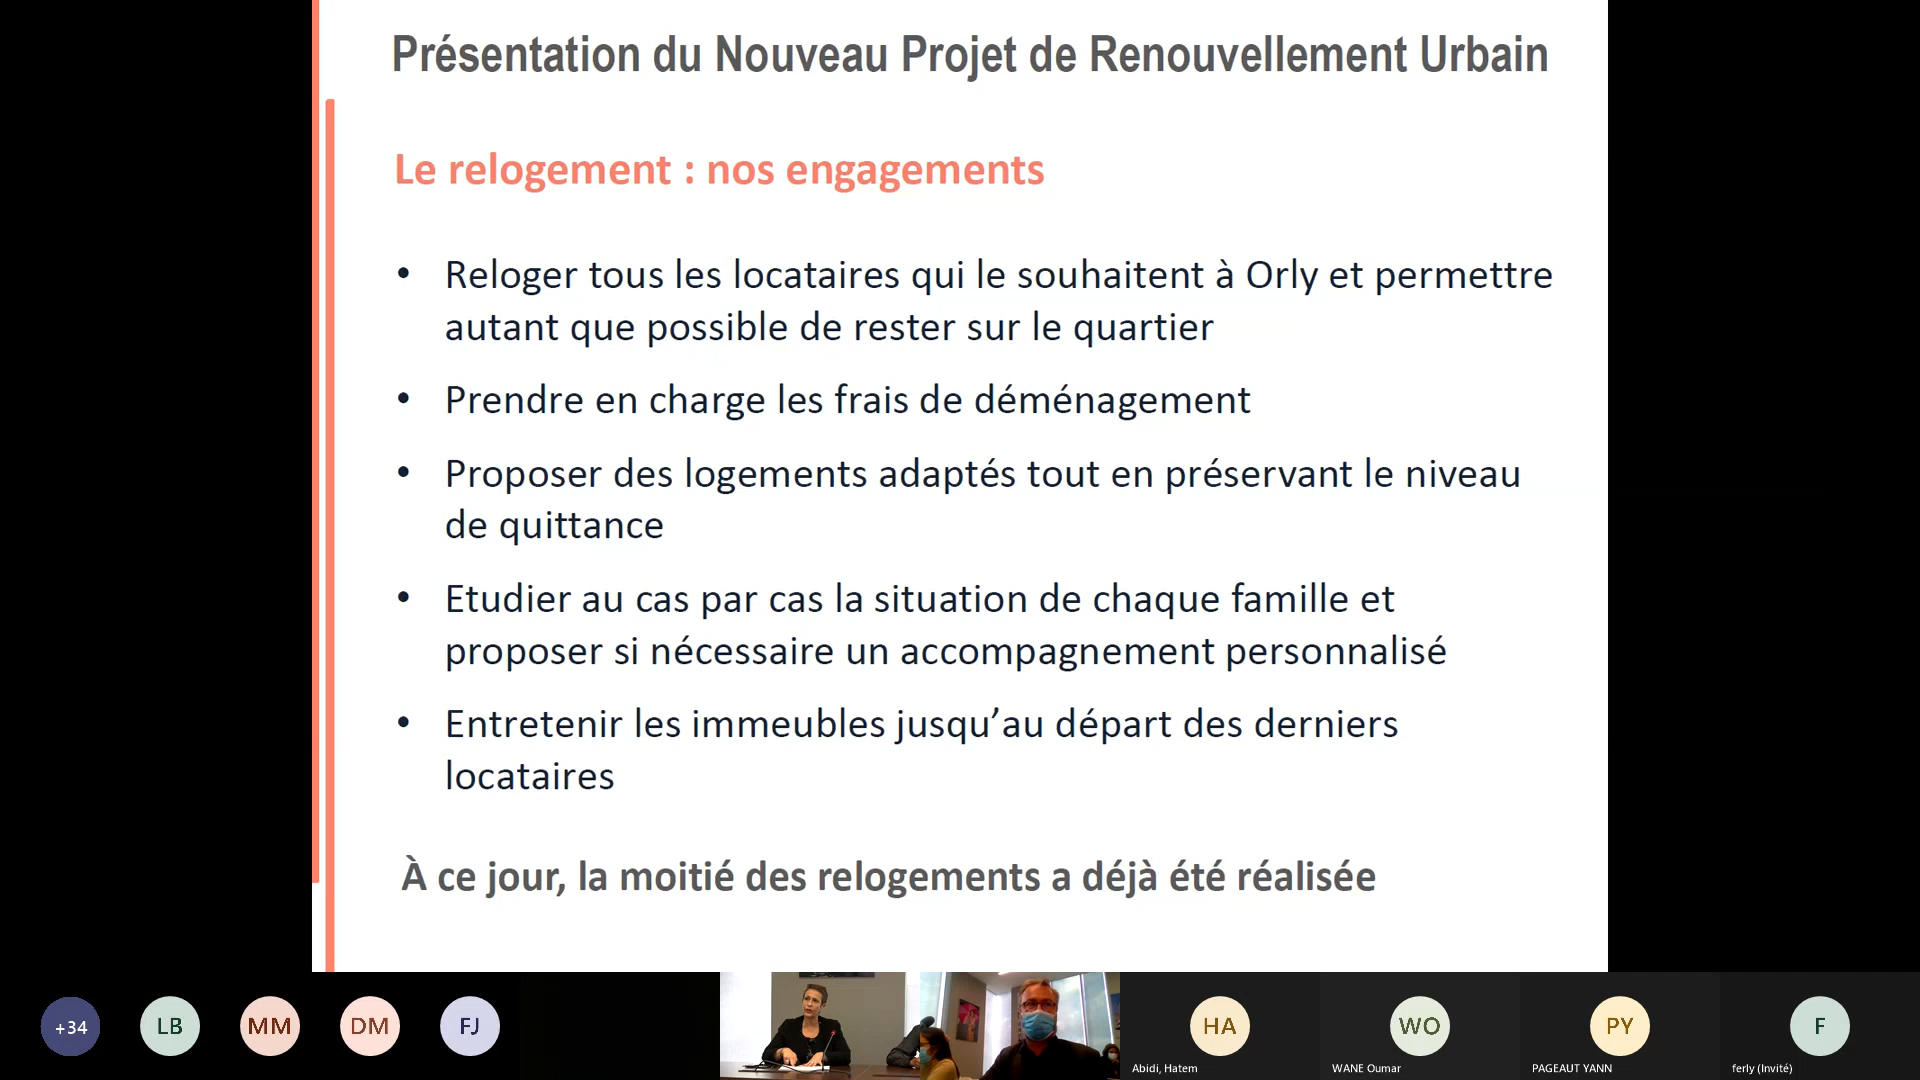 Présentation du Nouveau Projet de Renouvellement Urbain
Le relogement : nos engagements
• Reloger tous les locataires qui le souhaitent à Orly et permettre
autant que possible de rester sur le quartier
• Prendre en charge les frais de déménagement
• Proposer des logements adaptés tout en préservant le niveau
de quittance
• Etudier au cas par cas la situation de chaque famille et
proposer si nécessaire un accompagnement personnalisé
• Entretenir les immeubles jusqu’au départ des derniers
locataires
À ce jour, la moitié des relogements a déjà été réalisée
+34
LB
MM
DM
FJ
HA
Abidi, Hatem
WO
WANE Oumar
PY
PAGEAUT YANN
F
ferly (Invité)